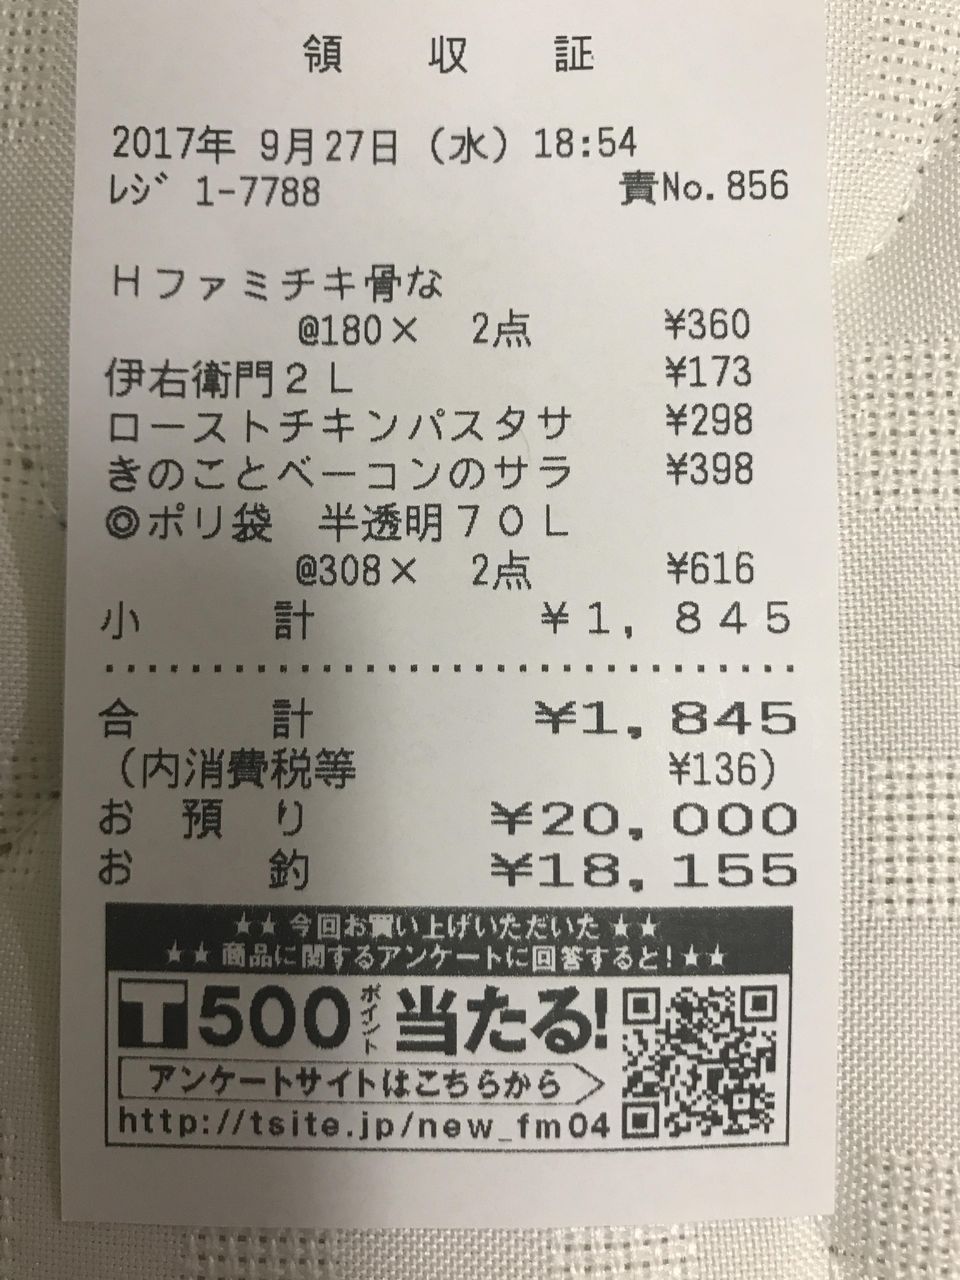 領 収 証
2017年 9月27日 (水) 18:54
ﾚｼﾞ 1-7788 責No.856
Hファミチキ骨な
@180× 2点 ¥360
伊右衛門2L ¥173
ローストチキンパスタサ ¥298
きのことベーコンのサラ ¥398
◎ポリ袋 半透明70L
@308× 2点 ¥616
小 計 ¥1,845
合 計 ¥1,845
(内消費税等 ¥136)
お 預 り ¥20,000
お 釣 ¥18,155
★★ 今回お買い上げいただいた ★★
★★ 商品に関するアンケートに回答すると!★★
T500ポイント当たる!
アンケートサイトはこちらから
http://tsite.jp/new_fm04